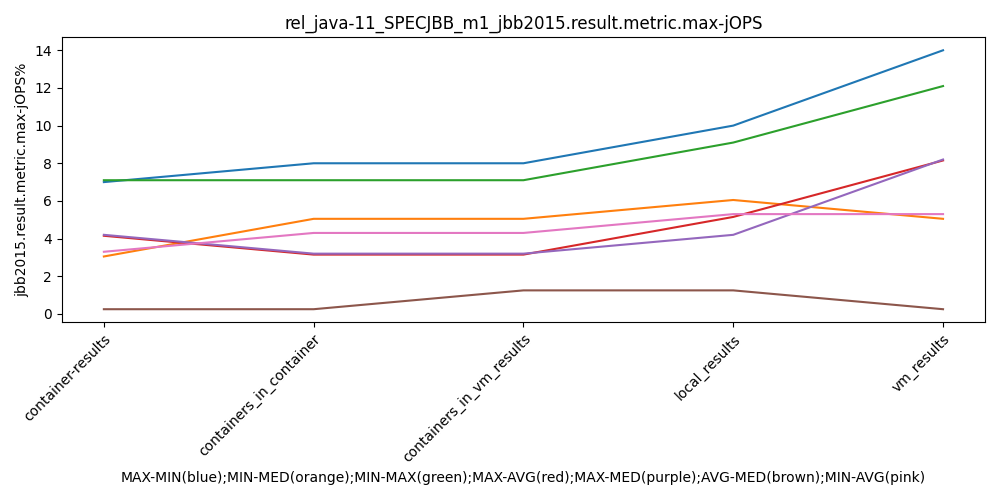 rel_java-11_SPECJBB_m1_jbb2015.result.metric.max-jOPS
jbb2015.result.metric.max-jOPS%
14
12
10
8
6
4
2
0
container-results
containers_in_container
containers_in_vm_results
local_results
vm_results
MAX-MIN(blue);MIN-MED(orange);MIN-MAX(green);MAX-AVG(red);MAX-MED(purple);AVG-MED(brown);MIN-AVG(pink)